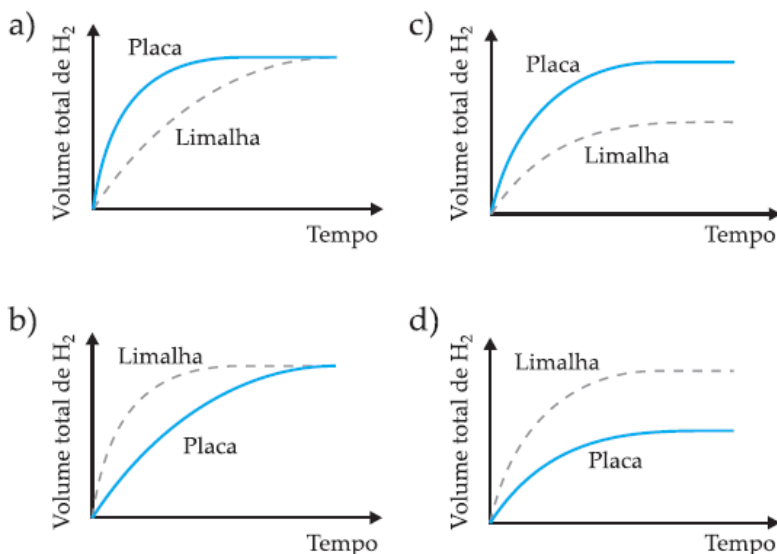 a)
Volume total de H₂
Placa
Limalha
Tempo
c)
Volume total de H₂
Placa
Limalha
Tempo
b)
Volume total de H₂
Limalha
Placa
Tempo
d)
Volume total de H₂
Limalha
Placa
Tempo